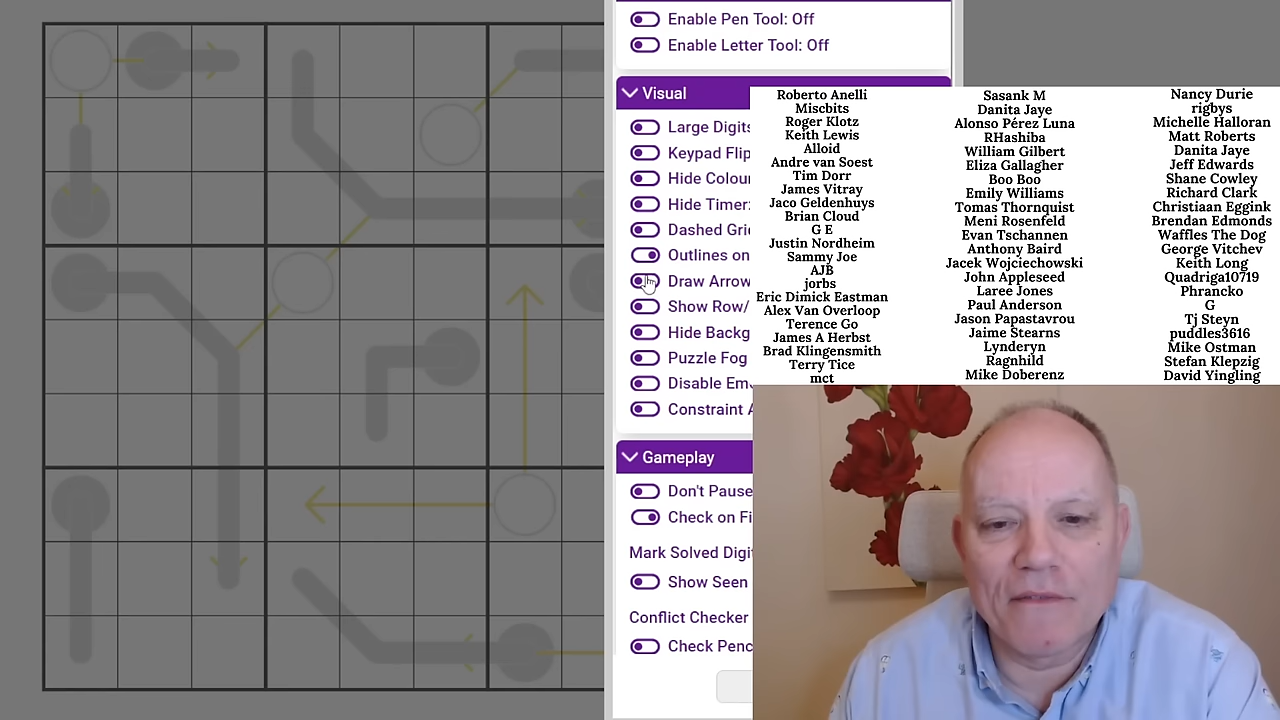 Enable Pen Tool: Off
Enable Letter Tool: Off
Visual
Large Digits
Keypad Flip
Hide Colour
Hide Timer:
Dashed Grid
Outlines on
Draw Arrow
Show Row/
Hide Backg
Puzzle Fog
Disable Em
Constraint A
Gameplay
Don't Pause
Check on Fi
Mark Solved Digi
Show Seen
Conflict Checker
Check Penc
Roberto Anelli
Miscbits
Roger Klotz
Keith Lewis
Alloid
Andre van Soest
Tim Dorr
James Vitray
Jaco Geldenhuys
Brian Cloud
G E
Justin Nordheim
Sammy Joe
AJB
jorbs
Eric Dimick Eastman
Alex Van Overloop
Terence Go
James A Herbst
Brad Klingensmith
Terry Tice
mct
Sasank M
Danita Jaye
Alonso Pérez Luna
RHashiba
William Gilbert
Eliza Gallagher
Boo Boo
Emily Williams
Tomas Thornquist
Meni Rosenfeld
Evan Tschannen
Anthony Baird
Jacek Wojciechowski
John Appleseed
Laree Jones
Paul Anderson
Jason Papastavrou
Jaime Stearns
Lynderyn
Ragnhild
Mike Doberenz
Nancy Durie
rigbys
Michelle Halloran
Matt Roberts
Danita Jaye
Jeff Edwards
Shane Cowley
Richard Clark
Christiaan Eggink
Brendan Edmonds
Waffles The Dog
George Vitchev
Keith Long
Quadriga10719
Phrancko
G
Tj Steyn
puddles3616
Mike Ostman
Stefan Klepzig
David Yingling